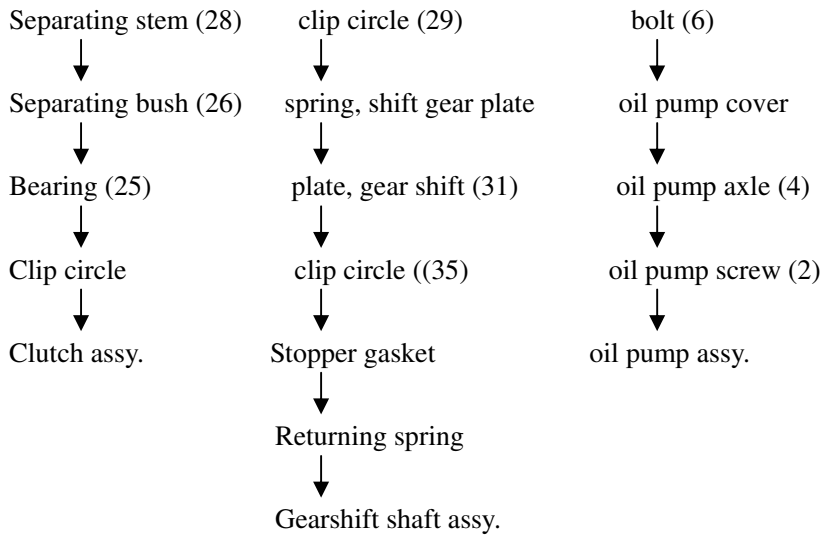 Separating stem (28) clip circle (29) bolt (6)
Separating bush (26) spring, shift gear plate oil pump cover
Bearing (25) plate, gear shift (31) oil pump axle (4)
Clip circle clip circle ((35) oil pump screw (2)
Clutch assy. Stopper gasket oil pump assy.
Returning spring
Gearshift shaft assy.